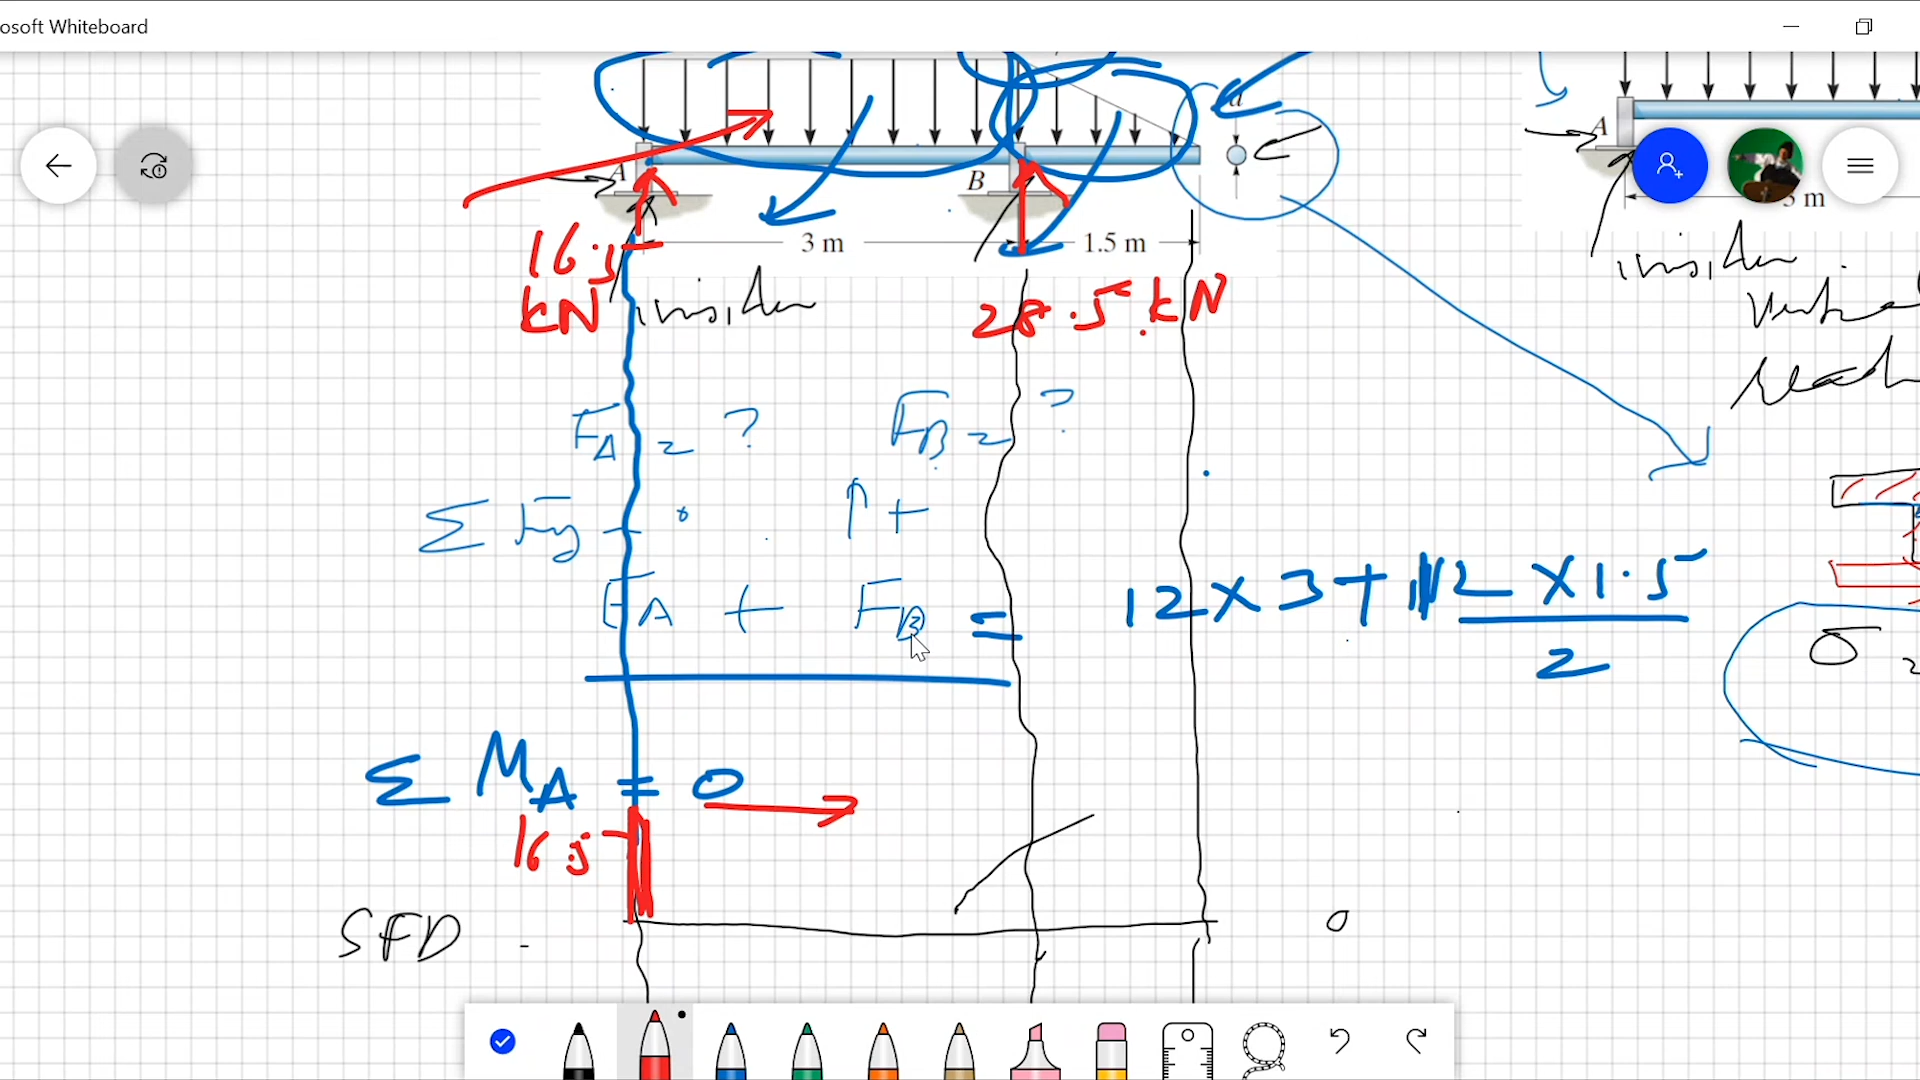 osoft Whiteboard
d
A
B
A
3 m
1.5 m
m
16.5
kN
28.5 kN
FA = ?
FB = ?
ΣFy = 0 ↑ +
FA + FB = 12 x 3 + 12 x 1.5
2
Σ MA = 0
16.5
SFD
0
σ